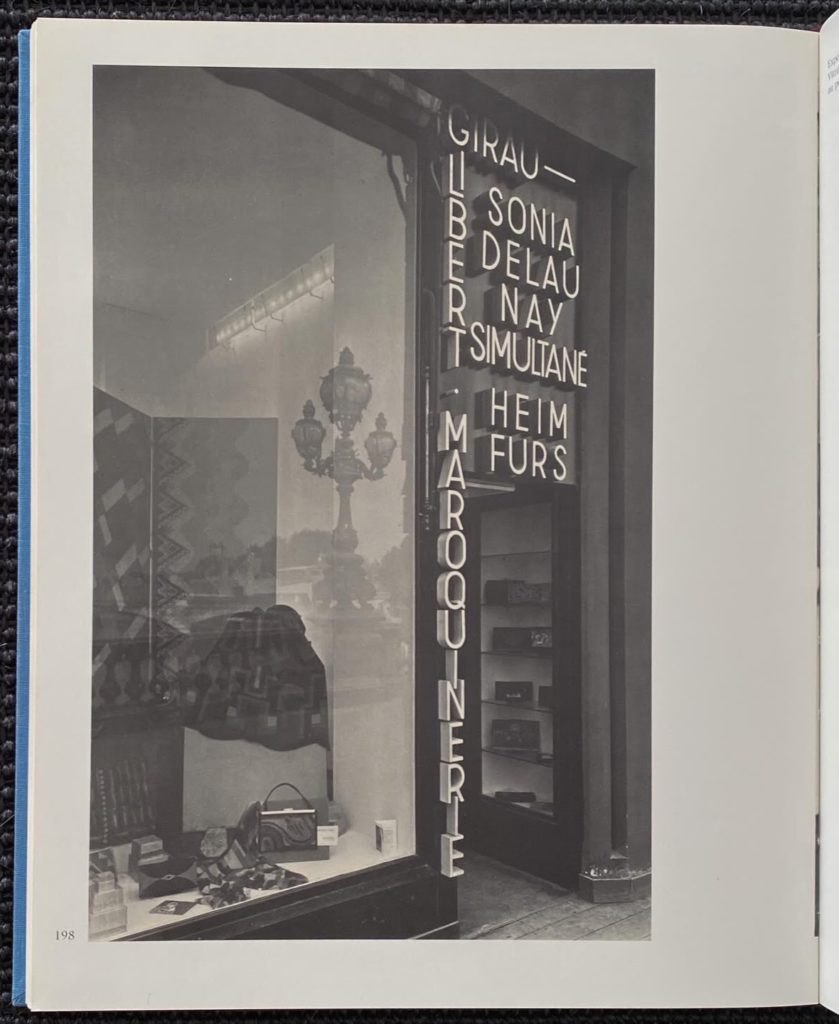 GIRAU—
GILBERT.MAROQUINERIE
SONIA
DELAU
NAY
SIMULTANÉ
HEIM
FURS
198